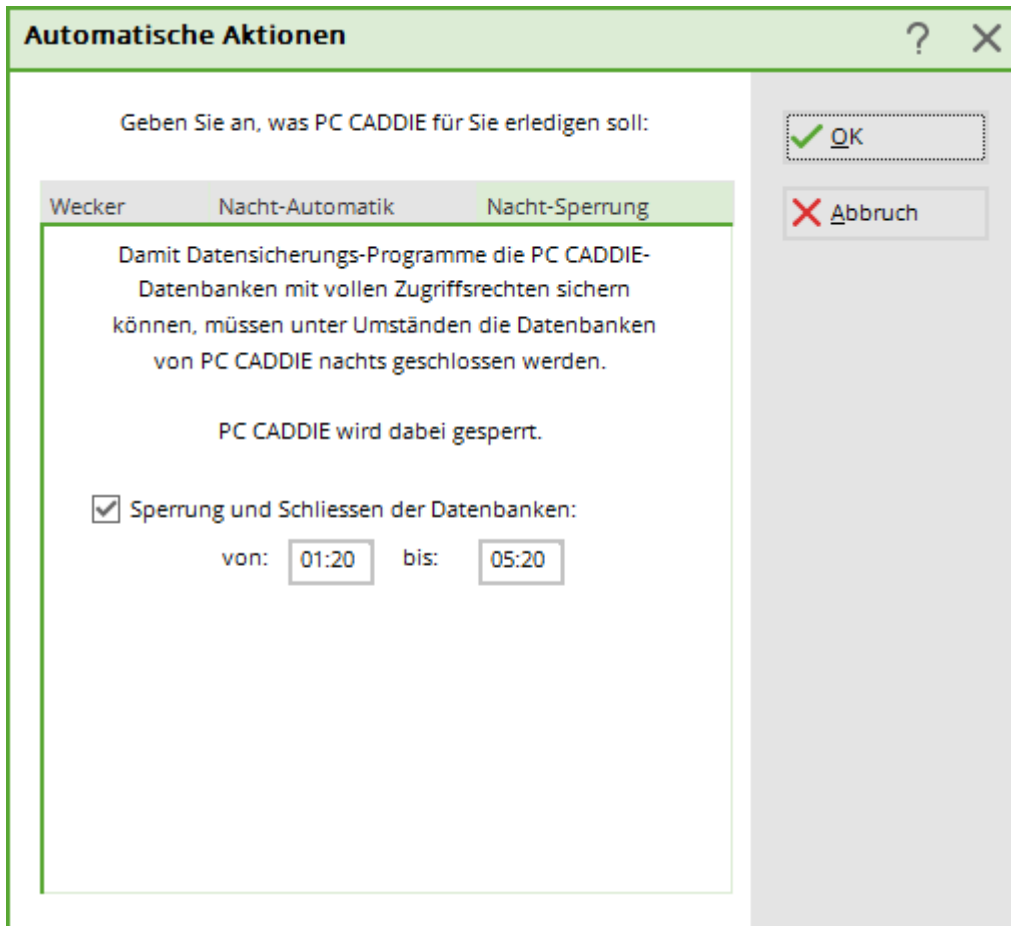 Automatische Aktionen ?
Geben Sie an, was PC CADDIE für Sie erledigen soll:
OK
Abbruch
Wecker Nacht-Automatik Nacht-Sperrung
Damit Datensicherungs-Programme die PC CADDIE-
Datenbanken mit vollen Zugriffsrechten sichern
können, müssen unter Umständen die Datenbanken
von PC CADDIE nachts geschlossen werden.
PC CADDIE wird dabei gesperrt.
Sperrung und Schliessen der Datenbanken:
von: 01:20 bis: 05:20